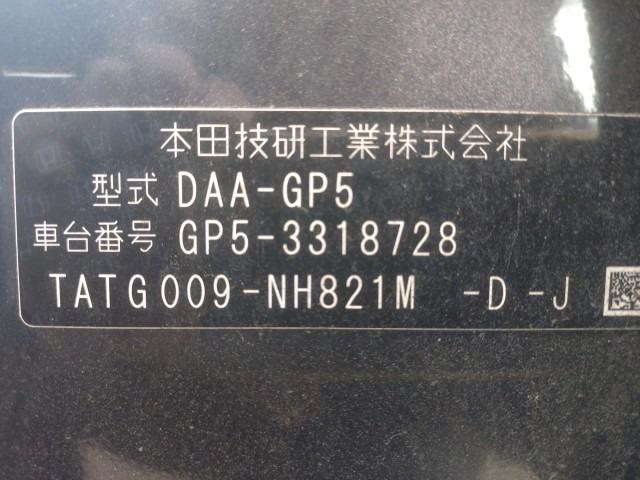 本田技研工業株式会社
型式 DAA-GP5
車台番号 GP5-3318728
TATG009-NH821M -D -J